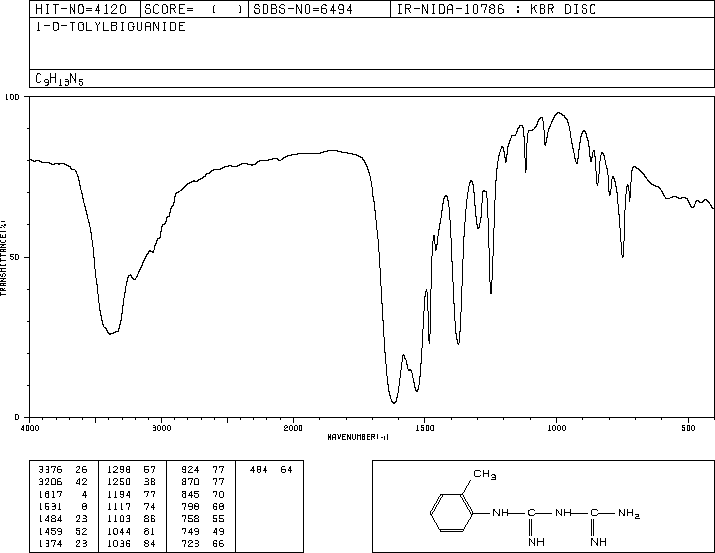 HIT-NO=4120 SCORE= ( ) SDBS-NO=6494 IR-NIDA-10786 : KBR DISC
1-O-TOLYLBIGUANIDE
C9H13N5
100
TRANSMITTANCE(%)
50
0
4000 3000 2000 1500 1000 500
WAVENUMBER(-1)
3376 26 1298 57 924 77 484 64
3206 42 1250 38 870 77
1617 4 1194 77 845 70
1531 8 1117 74 798 68
1484 23 1103 86 758 55
1459 52 1044 81 749 49
1374 23 1036 84 723 66
CH3
NH C NH C NH2
NH NH